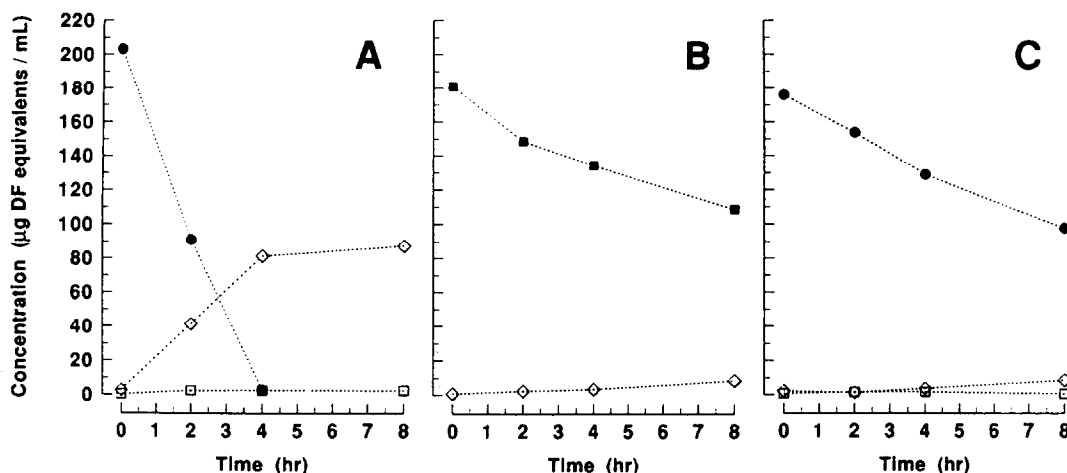 A
B
C
Concentration (µg DF equivalents / mL)
220
200
180
160
140
120
100
80
60
40
20
0
0 1 2 3 4 5 6 7 8
0 1 2 3 4 5 6 7 8
0 1 2 3 4 5 6 7 8
Time (hr)
Time (hr)
Time (hr)